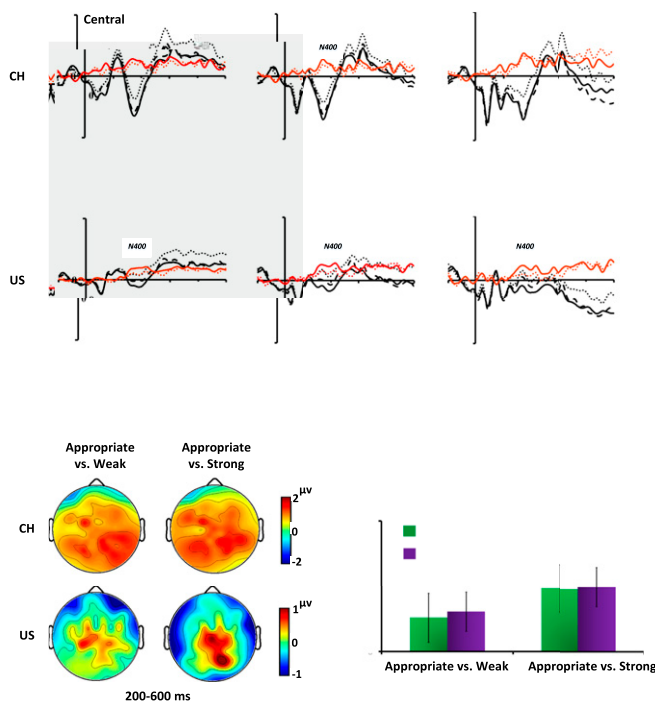 Central
CH
N400
US
N400
N400
N400
Appropriate
vs. Weak
Appropriate
vs. Strong
CH
2
μv
0
-2
US
1
μv
0
-1
200-600 ms
Appropriate vs. Weak
Appropriate vs. Strong